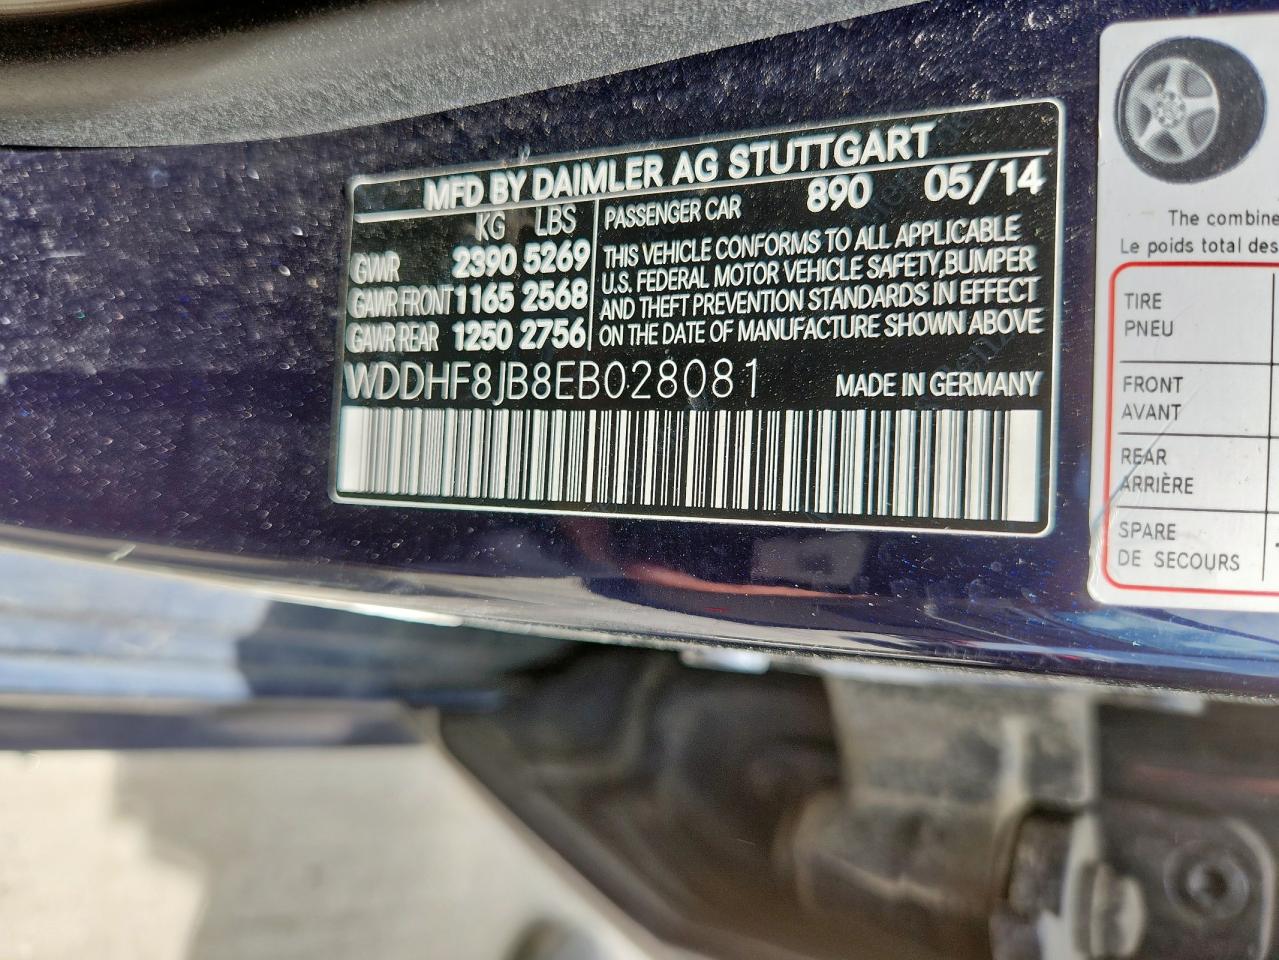 MFD BY DAIMLER AG STUTTGART
KG LBS PASSENGER CAR 890 05/14
GVWR 2390 5269
GAWR FRONT 1165 2568
GAWR REAR 1250 2756
THIS VEHICLE CONFORMS TO ALL APPLICABLE
U.S. FEDERAL MOTOR VEHICLE SAFETY,BUMPER
AND THEFT PREVENTION STANDARDS IN EFFECT
ON THE DATE OF MANUFACTURE SHOWN ABOVE
WDDHF8JB8EB028081 MADE IN GERMANY
The combine
Le poids total des
TIRE
PNEU
FRONT
AVANT
REAR
ARRIÈRE
SPARE
DE SECOURS